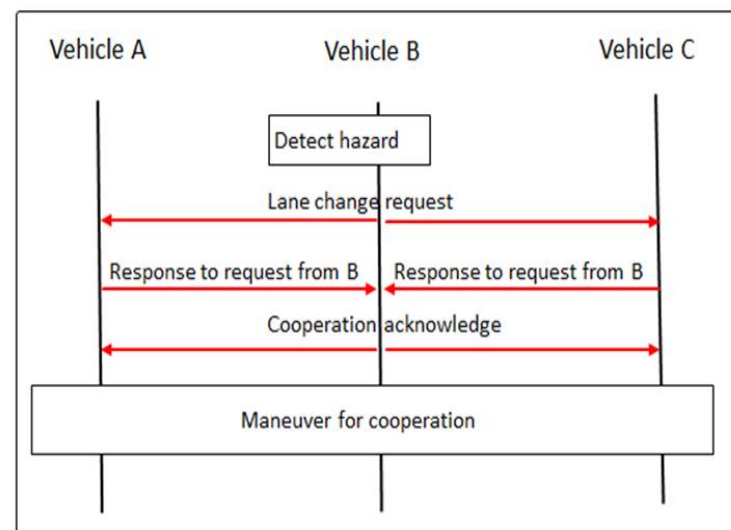 Vehicle A
Vehicle B
Vehicle C
Detect hazard
Lane change request
Response to request from B
Response to request from B
Cooperation acknowledge
Maneuver for cooperation